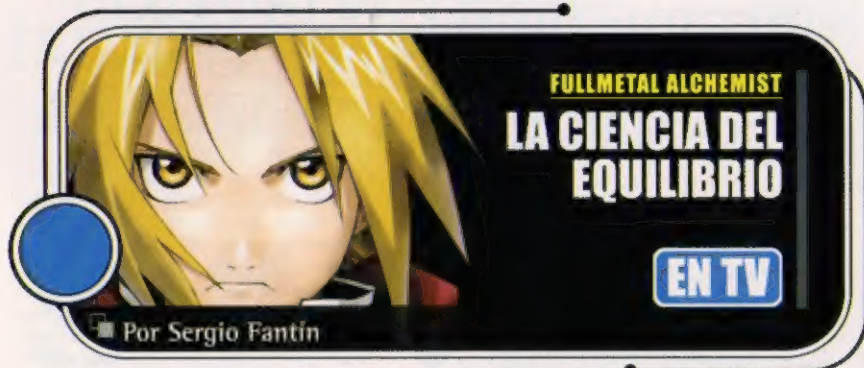 FULLMETAL ALCHEMIST
LA CIENCIA DEL
EQUILIBRIO
EN TV
Por Sergio Fantín